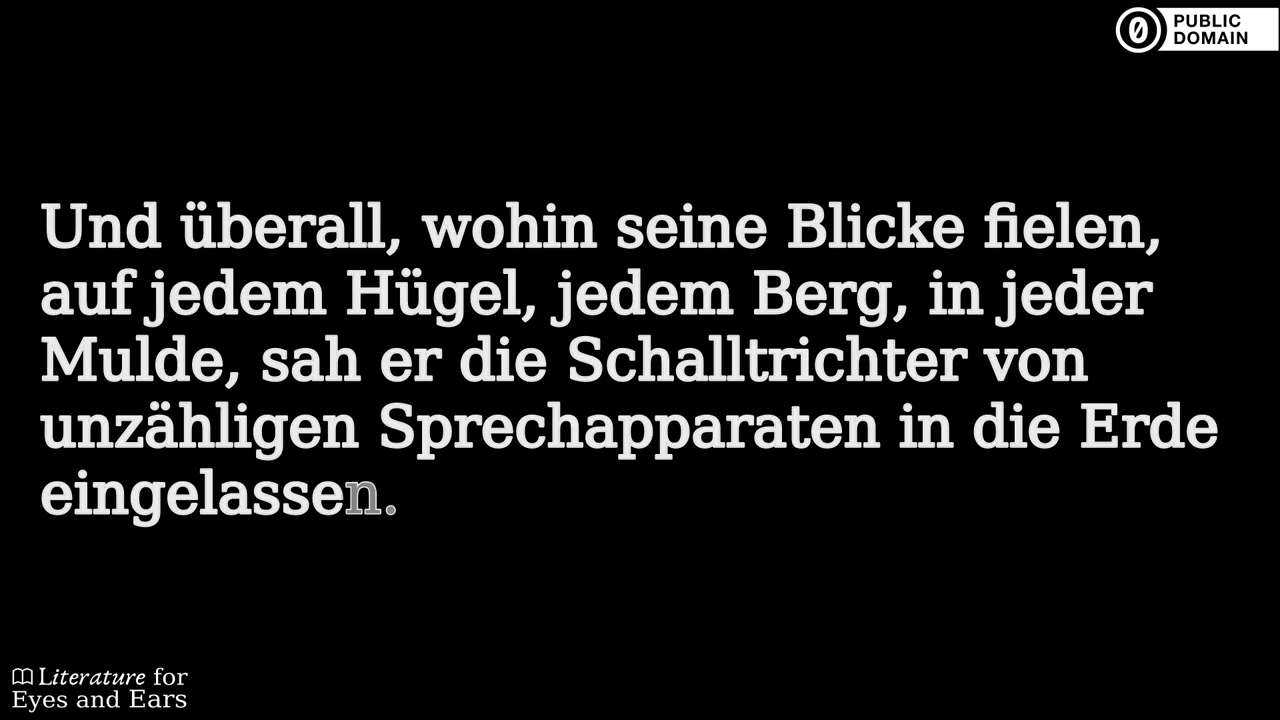 PUBLIC
DOMAIN
Und überall, wohin seine Blicke fielen,
auf jedem Hügel, jedem Berg, in jeder
Mulde, sah er die Schalltrichter von
unzähligen Sprechapparaten in die Erde
eingelassen.
Literature for
Eyes and Ears